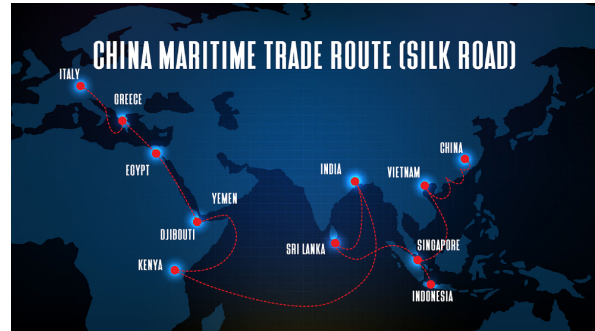 CHINA MARITIME TRADE ROUTE (SILK ROAD)
ITALY
GREECE
EGYPT
YEMEN
DJIBOUTI
KENYA
INDIA
SRI LANKA
VIETNAM
CHINA
SINGAPORE
INDONESIA